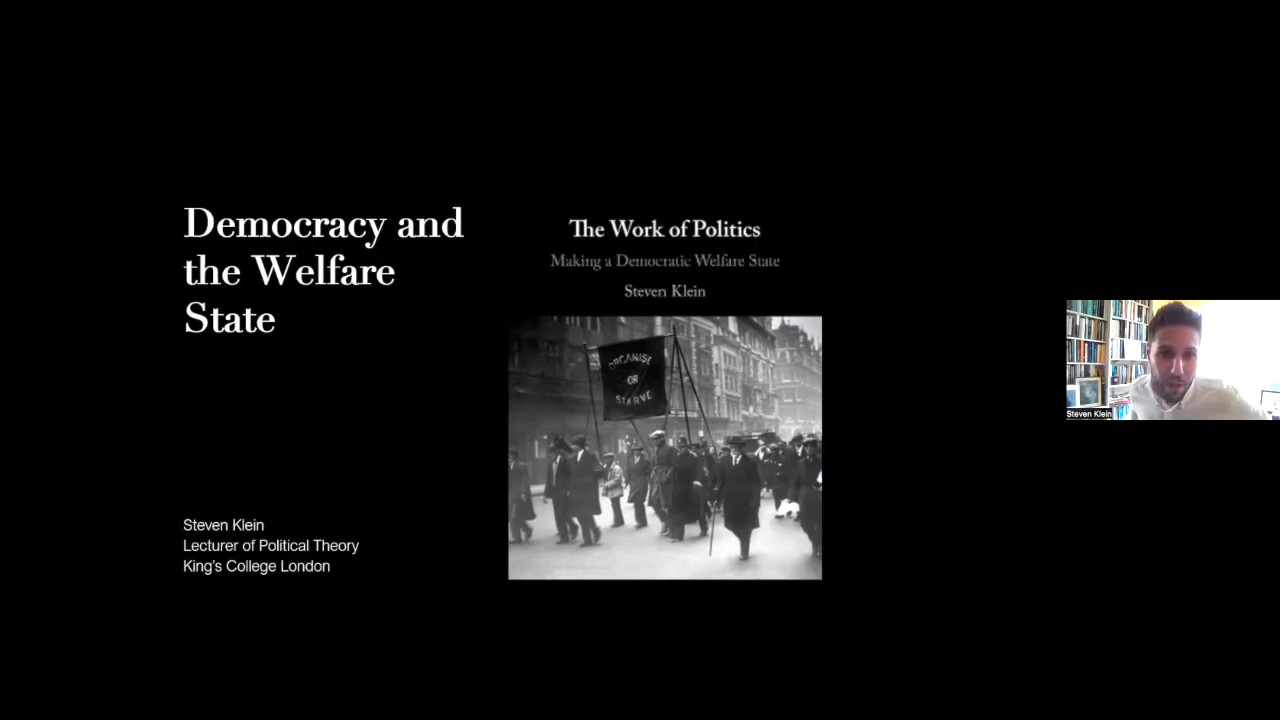 Democracy and
the Welfare
State
The Work of Politics
Making a Democratic Welfare State
Steven Klein
ORGANISE
OR
STARVE
Steven Klein
Lecturer of Political Theory
King's College London
Steven Klein